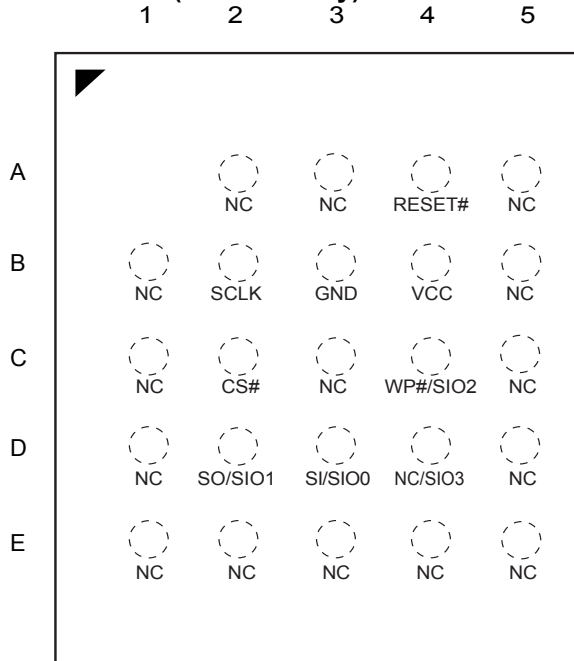 1 2 3 4 5
A
NC NC RESET# NC
B
NC SCLK GND VCC NC
C
NC CS# NC WP#/SIO2 NC
D
NC SO/SIO1 SI/SIO0 NC/SIO3 NC
E
NC NC NC NC NC